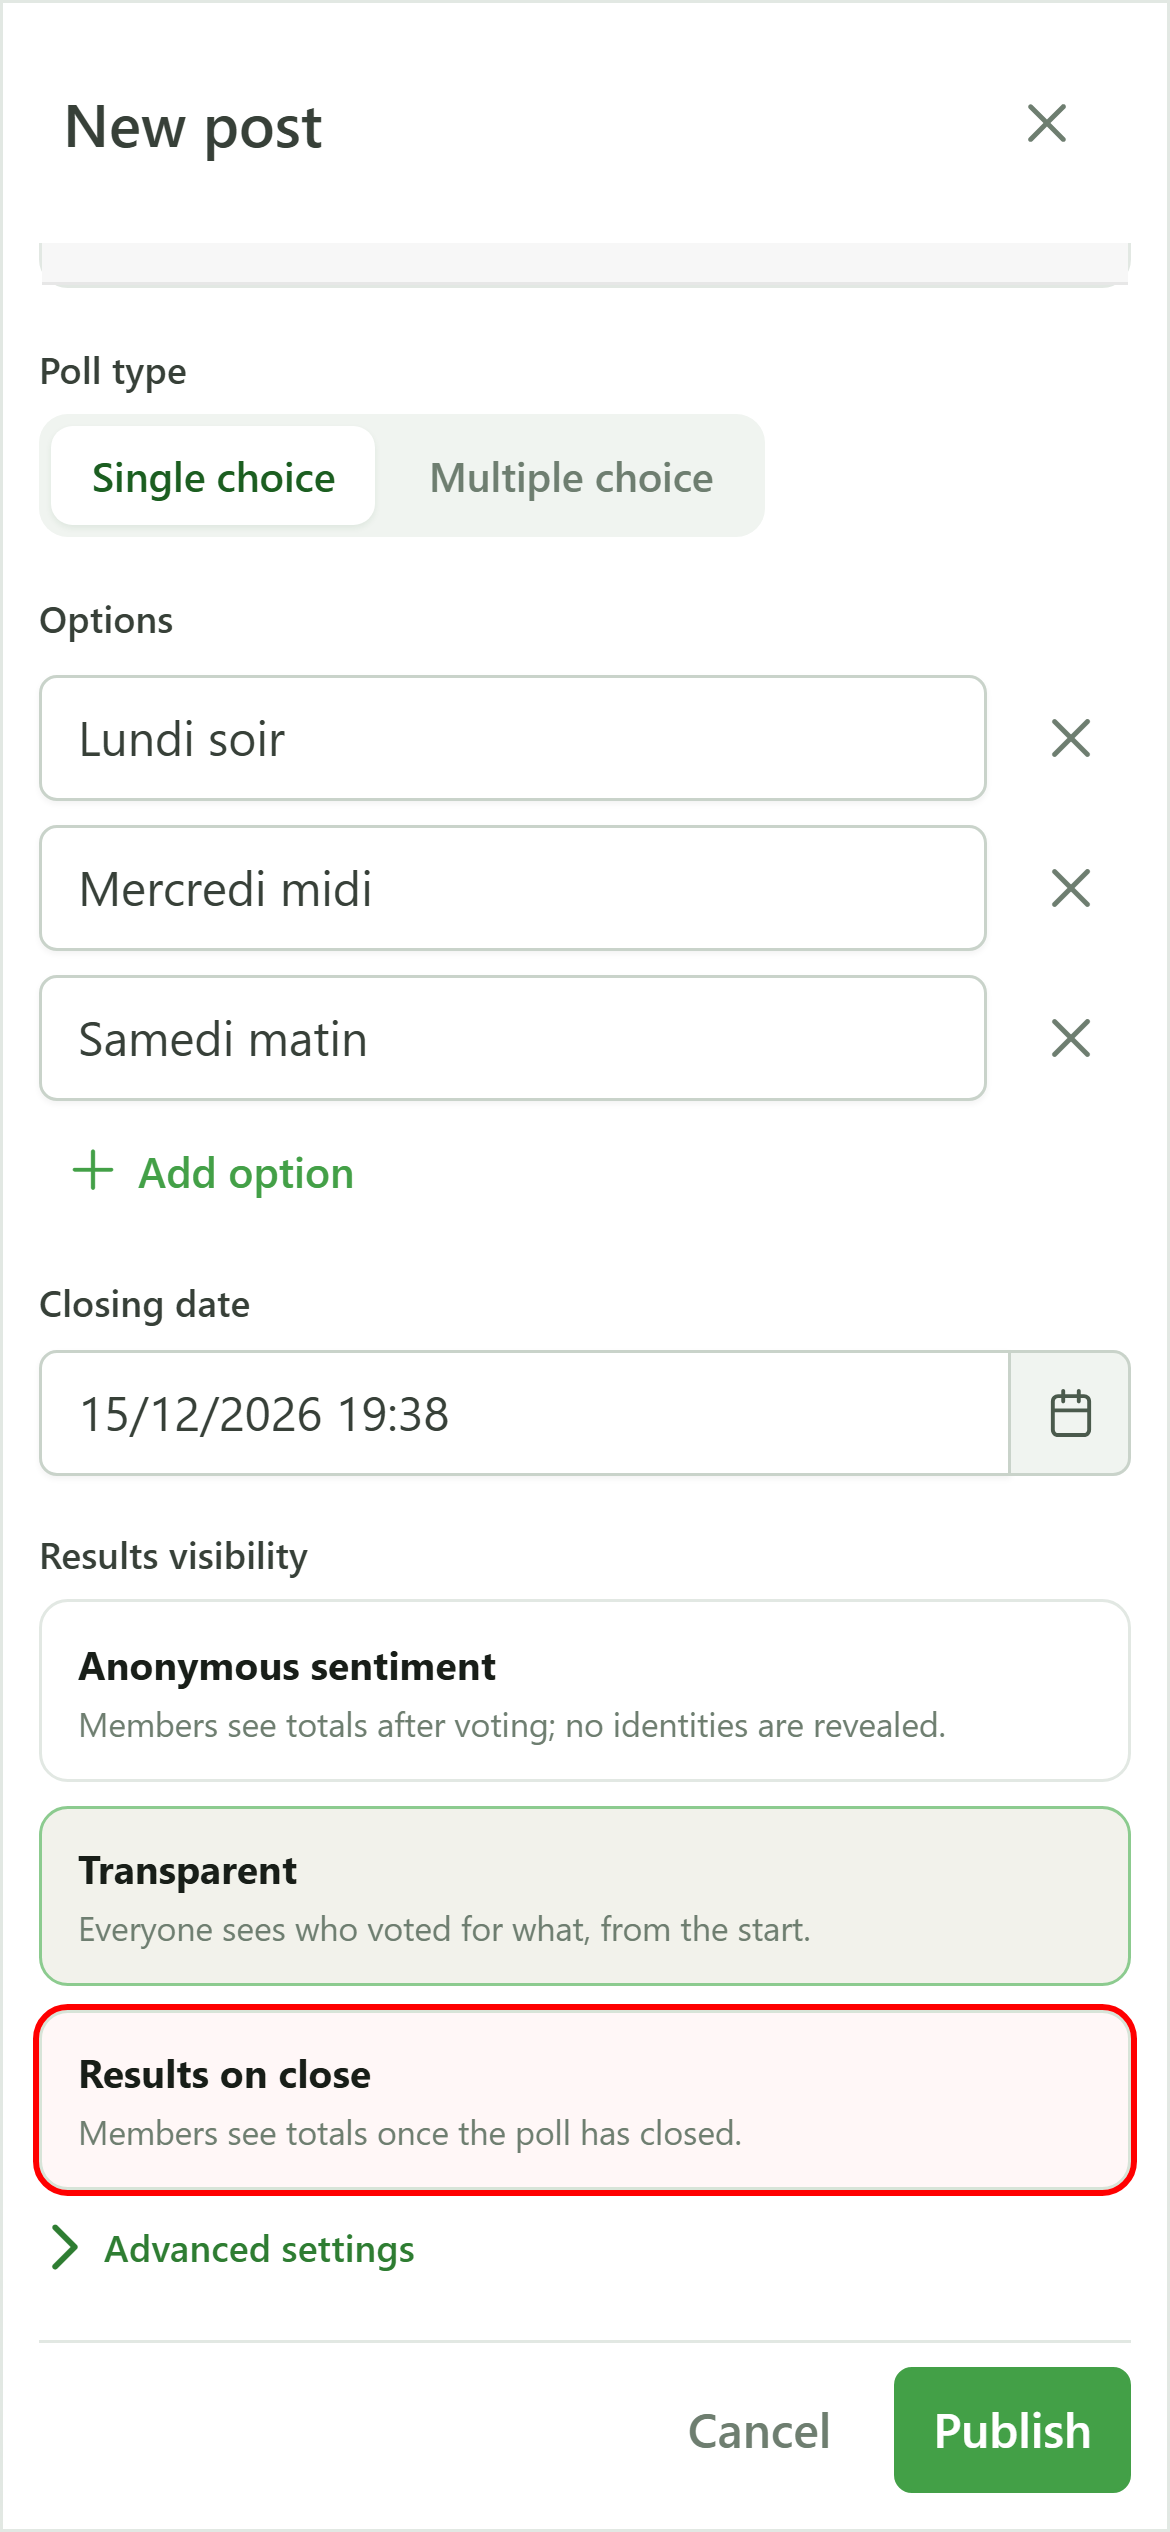 New post
Poll type
Single choice Multiple choice
Options
Lundi soir
Mercredi midi
Samedi matin
Add option
Closing date
15/12/2026 19:38
Results visibility
Anonymous sentiment
Members see totals after voting; no identities are revealed.
Transparent
Everyone sees who voted for what, from the start.
Results on close
Members see totals once the poll has closed.
Advanced settings
Cancel Publish